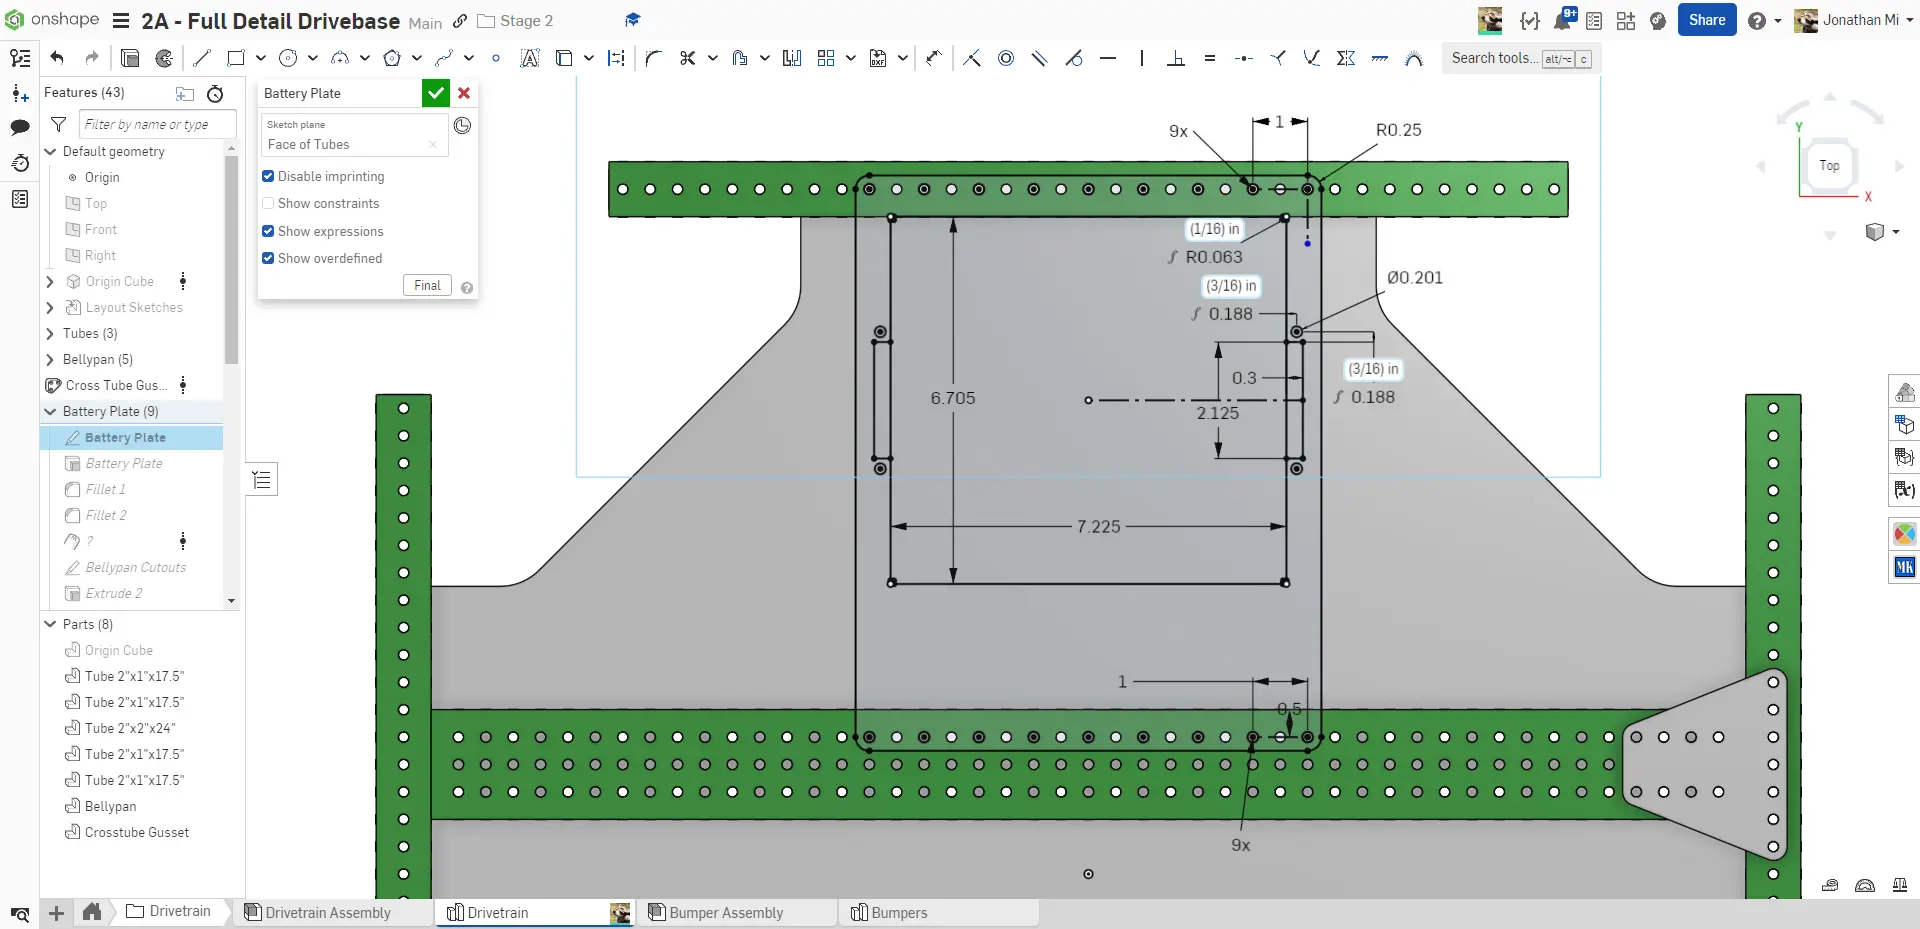 onshape 2A - Full Detail Drivebase Main Stage 2
9+ Share Jonathan Mi
Search tools... alt/⌥ c
Features (43)
Filter by name or type
Default geometry
Origin
Top
Front
Right
Origin Cube
Layout Sketches
Tubes (3)
Bellypan (5)
Cross Tube Gus...
Battery Plate (9)
Battery Plate
Battery Plate
Fillet 1
Fillet 2
?
Bellypan Cutouts
Extrude 2
Parts (8)
Origin Cube
Tube 2"x1"x17.5"
Tube 2"x1"x17.5"
Tube 2"x2"x24"
Tube 2"x1"x17.5"
Tube 2"x1"x17.5"
Bellypan
Crosstube Gusset
Battery Plate
Sketch plane
Face of Tubes
Disable imprinting
Show constraints
Show expressions
Show overdefined
Final
9x
1
R0.25
(1/16) in
ƒ R0.063
(3/16) in
ƒ 0.188
Ø0.201
(3/16) in
ƒ 0.188
0.3
2.125
6.705
7.225
1
0.5
9x
Y
Top
X
MK
Drivetrain
Drivetrain Assembly
Drivetrain
Bumper Assembly
Bumpers